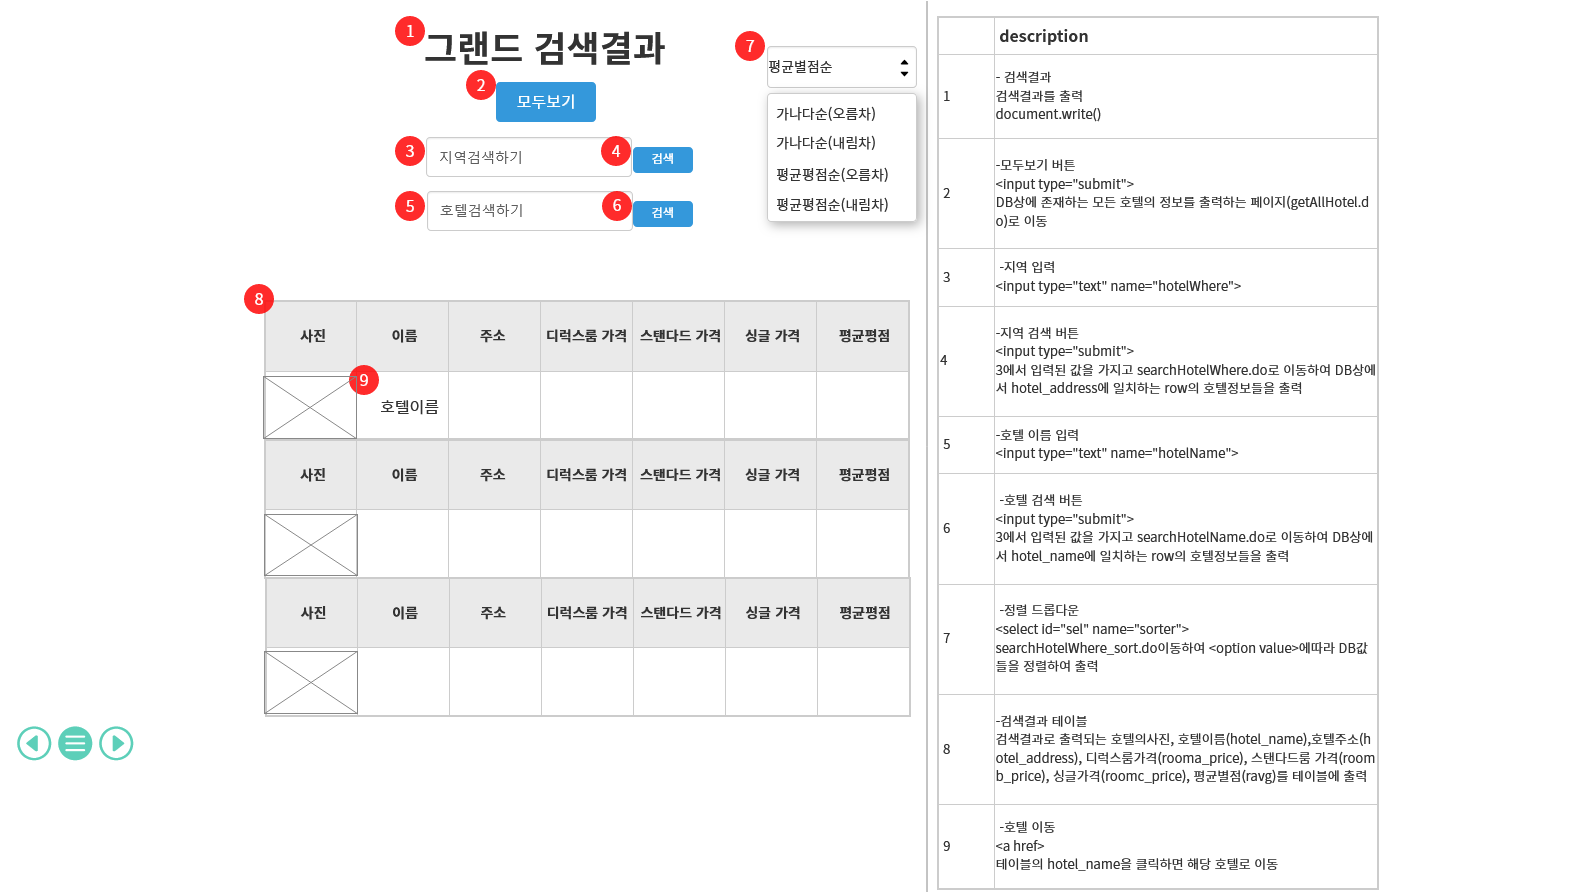 1
그랜드 검색결과
2
모두보기
3
지역검색하기
4
검색
5
호텔검색하기
6
검색
7
평균별점순
가나다순(오름차)
가나다순(내림차)
평균평점순(오름차)
평균평점순(내림차)
8
사진 이름 주소 디럭스룸 가격 스탠다드 가격 싱글 가격 평균평점
9
호텔이름
사진 이름 주소 디럭스룸 가격 스탠다드 가격 싱글 가격 평균평점
사진 이름 주소 디럭스룸 가격 스탠다드 가격 싱글 가격 평균평점
description
1
- 검색결과
검색결과를 출력
document.write()
2
-모두보기 버튼
<input type="submit">
DB상에 존재하는 모든 호텔의 정보를 출력하는 페이지(getAllHotel.d
o)로 이동
3
-지역 입력
<input type="text" name="hotelWhere">
4
-지역 검색 버튼
<input type="submit">
3에서 입력된 값을 가지고 searchHotelWhere.do로 이동하여 DB상에
서 hotel_address에 일치하는 row의 호텔정보들을 출력
5
-호텔 이름 입력
<input type="text" name="hotelName">
6
-호텔 검색 버튼
<input type="submit">
3에서 입력된 값을 가지고 searchHotelName.do로 이동하여 DB상에
서 hotel_name에 일치하는 row의 호텔정보들을 출력
7
-정렬 드롭다운
<select id="sel" name="sorter">
searchHotelWhere_sort.do이동하여 <option value>에따라 DB값
들을 정렬하여 출력
8
-검색결과 테이블
검색결과로 출력되는 호텔의사진, 호텔이름(hotel_name),호텔주소(h
otel_address), 디럭스룸가격(rooma_price), 스탠다드룸 가격(room
b_price), 싱글가격(roomc_price), 평균별점(ravg)를 테이블에 출력
9
-호텔 이동
<a href>
테이블의 hotel_name을 클릭하면 해당 호텔로 이동